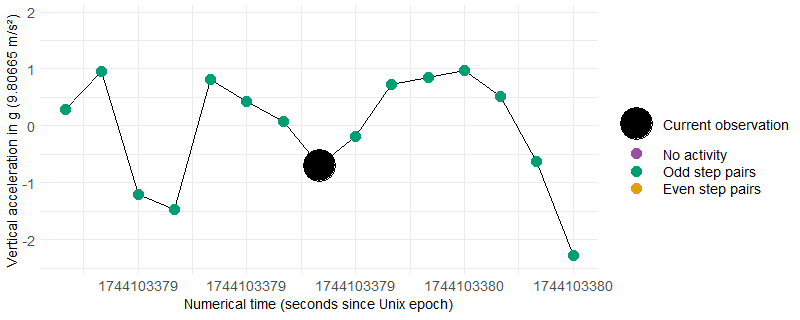 Vertical acceleration in g (9.80665 m/s²)
2
1
0
-1
-2
1744103379
1744103379
1744103379
1744103380
1744103380
Numerical time (seconds since Unix epoch)
Current observation
No activity
Odd step pairs
Even step pairs